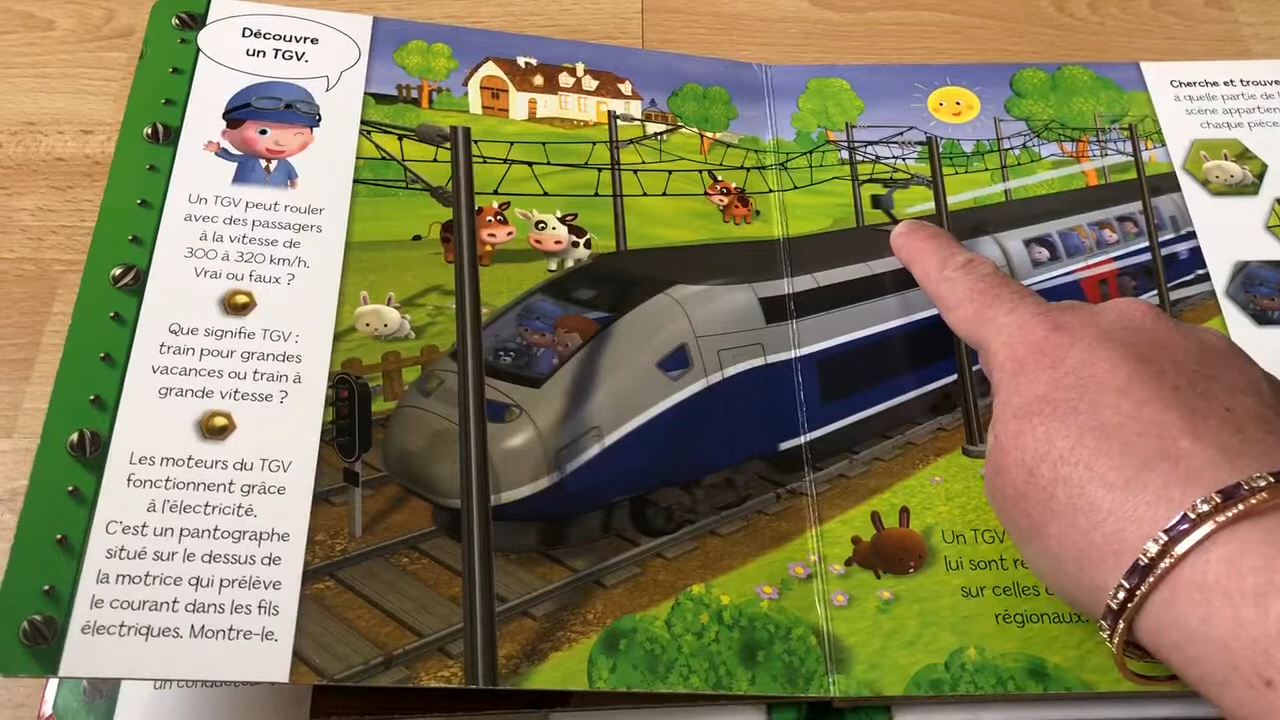 Découvre
un TGV.
Un TGV peut rouler
avec des passagers
à la vitesse de
300 à 320 km/h.
Vrai ou faux ?
Que signifie TGV :
train pour grandes
vacances ou train à
grande vitesse ?
Les moteurs du TGV
fonctionnent grâce
à l'électricité.
C'est un pantographe
situé sur le dessus de
la motrice qui prélève
le courant dans les fils
électriques. Montre-le.
Un TGV
lui sont
sur celles
régionaux.
Cherche et trouve
à quelle partie de
scène appartien
chaque pièce